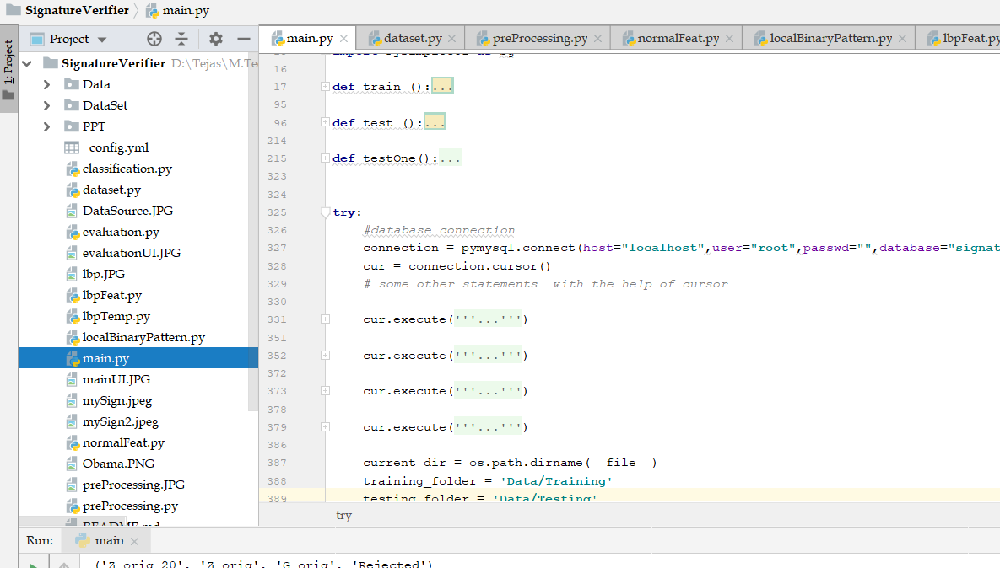 SignatureVerifier main.py
Project
main.py dataset.py preProcessing.py normalFeat.py localBinaryPattern.py lbpFeat.py
1: Project
SignatureVerifier D:\Tejas\M.Te
Data
DataSet
PPT
_config.yml
classification.py
dataset.py
DataSource.JPG
evaluation.py
evaluationUI.JPG
lbp.JPG
lbpFeat.py
lbpTemp.py
localBinaryPattern.py
main.py
mainUI.JPG
mySign.jpeg
mySign2.jpeg
normalFeat.py
Obama.PNG
preProcessing.JPG
preProcessing.py
README.md
16
17 def train ():...
95
96 def test ():...
214
215 def testOne():...
323
324
325 try:
326 #database connection
327 connection = pymysql.connect(host="localhost",user="root",passwd="",database="signat
328 cur = connection.cursor()
329 # some other statements  with the help of cursor
330
331 cur.execute('''...''')
351
352 cur.execute('''...''')
372
373 cur.execute('''...''')
378
379 cur.execute('''...''')
386
387 current_dir = os.path.dirname(__file__)
388 training_folder = 'Data/Training'
389 testing_folder = 'Data/Testing'
try
Run: main
('Z orig 20', 'Z orig', 'G orig', 'Rejected')